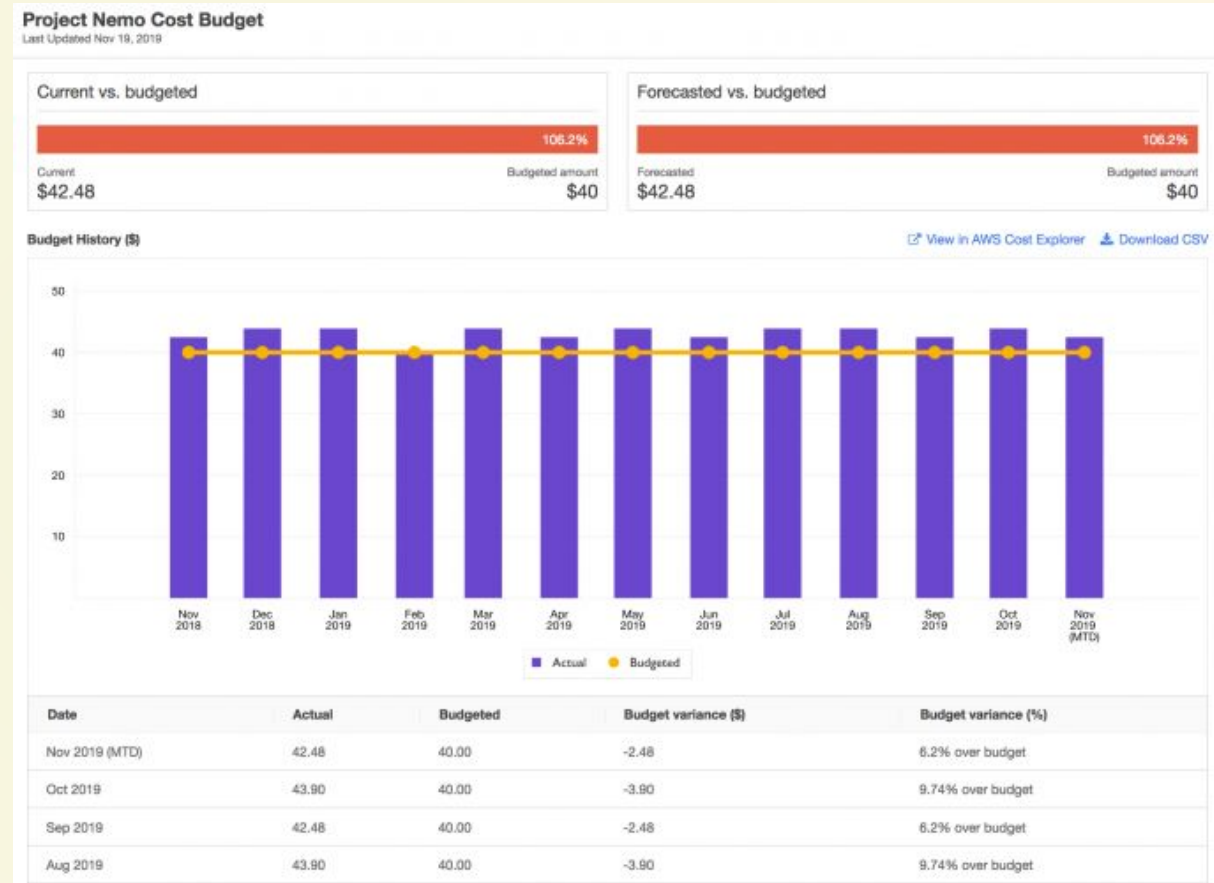 Project Nemo Cost Budget
Last Updated Nov 19, 2019
Current vs. budgeted
106.2%
Current
Budgeted amount
$42.48
$40
Forecasted vs. budgeted
106.2%
Forecasted
Budgeted amount
$42.48
$40
Budget History ($)
View in AWS Cost Explorer
Download CSV
50
40
30
20
10
Nov
2018
Dec
2018
Jan
2019
Feb
2019
Mar
2019
Apr
2019
May
2019
Jun
2019
Jul
2019
Aug
2019
Sep
2019
Oct
2019
Nov
2019
(MTD)
Actual
Budgeted
Date Actual Budgeted Budget variance ($) Budget variance (%)
Nov 2019 (MTD) 42.48 40.00 -2.48 6.2% over budget
Oct 2019 43.90 40.00 -3.90 9.74% over budget
Sep 2019 42.48 40.00 -2.48 6.2% over budget
Aug 2019 43.90 40.00 -3.90 9.74% over budget